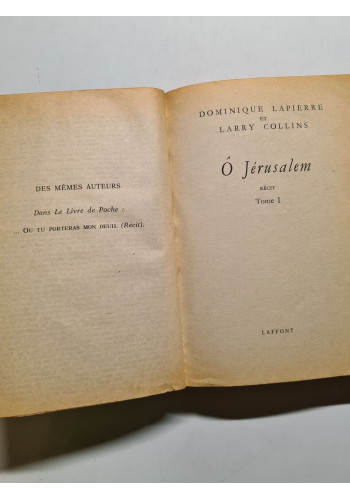 DES MÊMES AUTEURS
Dans Le Livre de Poche :
... OU TU PORTERAS MON DEUIL (Récit).
DOMINIQUE LAPIERRE
ET
LARRY COLLINS
Ô Jérusalem
RÉCIT
Tome 1
LAFFONT